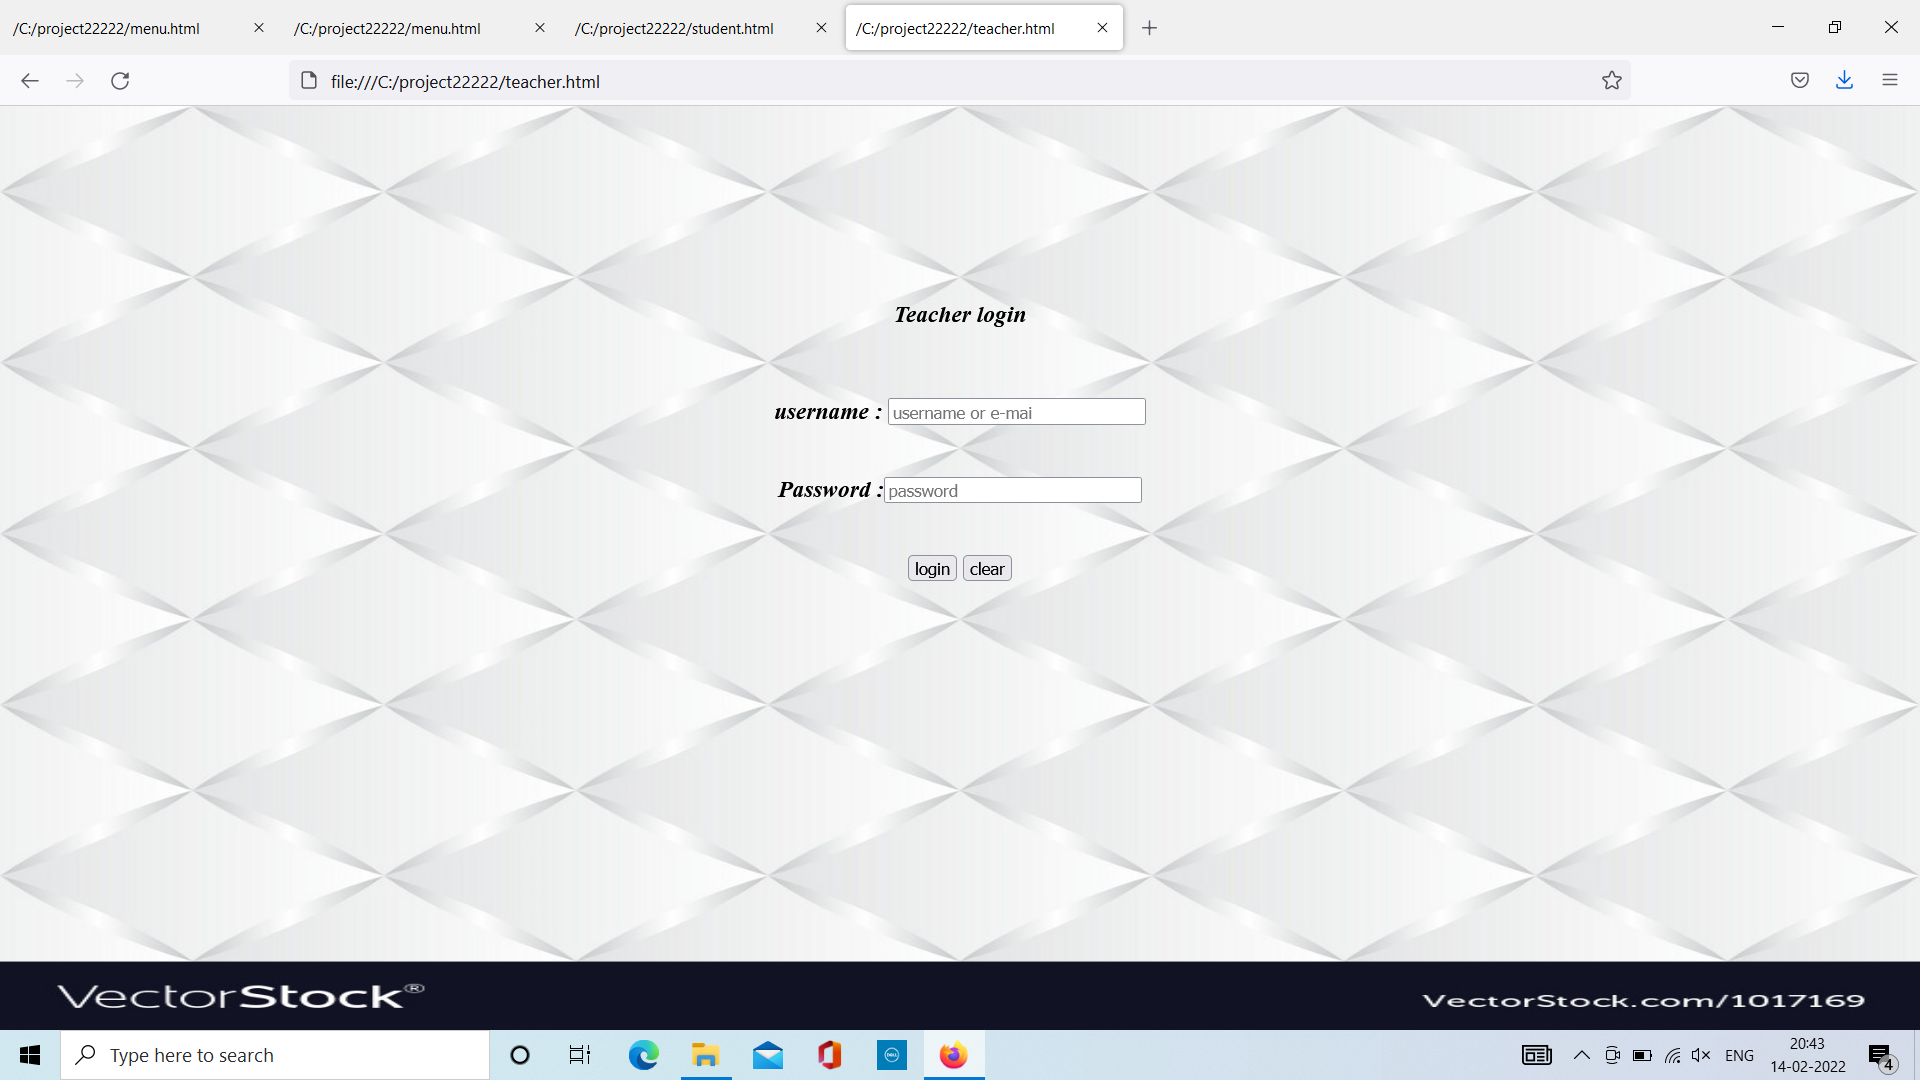 /C:/project22222/menu.html
/C:/project22222/menu.html
/C:/project22222/student.html
/C:/project22222/teacher.html
file:///C:/project22222/teacher.html
Teacher login
username :
username or e-mai
Password :
password
login clear
VectorStock®
VectorStock.com/1017169
Type here to search
DELL
ENG
20:43
14-02-2022
4